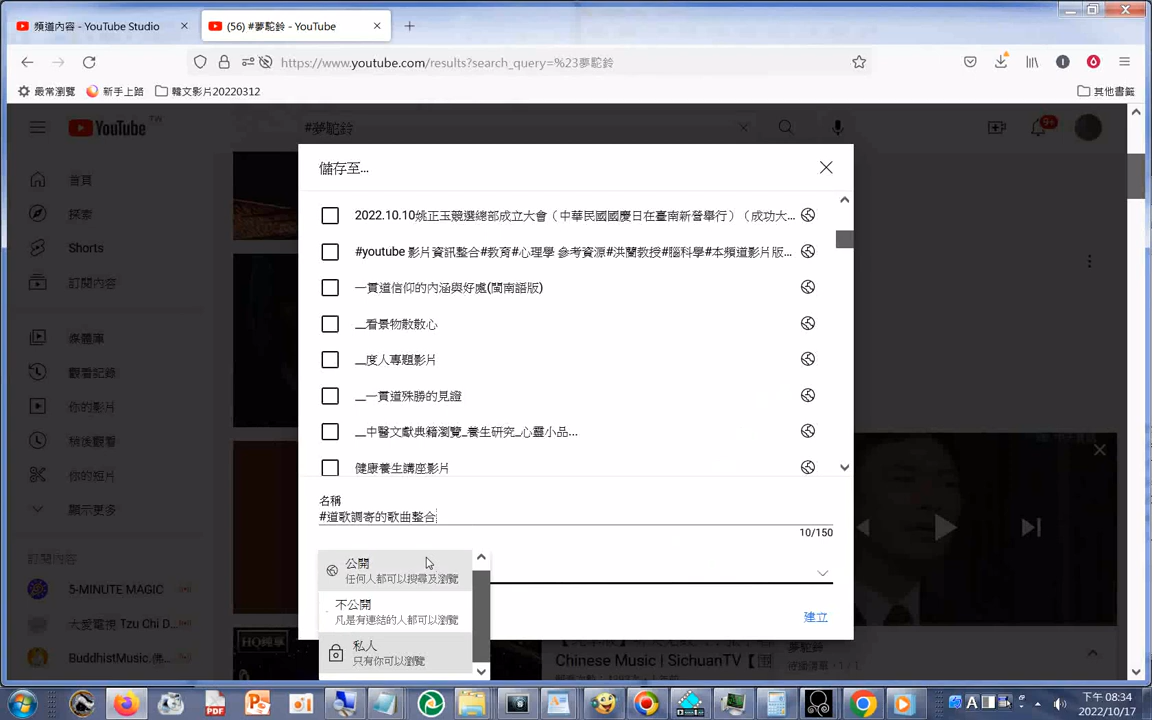 頻道內容 - YouTube Studio
(56) #夢駝鈴 - YouTube
https://www.youtube.com/results?search_query=%23夢駝鈴
最常瀏覽
新手上路
韓文影片20220312
其他書籤
YouTube TW
#夢駝鈴
9+
首頁
探索
Shorts
訂閱內容
媒體庫
觀看記錄
你的影片
稍後觀看
你的短片
顯示更多
訂閱內容
5-MINUTE MAGIC
大愛電視 Tzu Chi D...
BuddhistMusic.佛...
儲存至...
2022.10.10姚正玉競選總部成立大會（中華民國國慶日在臺南新營舉行）（成功大...
#youtube 影片資訊整合#教育#心理學 參考資源#洪蘭教授#腦科學#本頻道影片版...
一貫道信仰的內涵與好處(閩南語版)
__看景物散散心
__度人專題影片
__一貫道殊勝的見證
__中醫文獻典籍瀏覽_養生研究_心靈小品...
健康養生講座影片
名稱
#道歌調寄的歌曲整合
10/150
公開
任何人都可以搜尋及瀏覽
不公開
凡是有連結的人都可以瀏覽
私人
只有你可以瀏覽
建立
HQ純享
Chinese Music | SichuanTV【
夢駝鈴
下午 08:34
2022/10/17